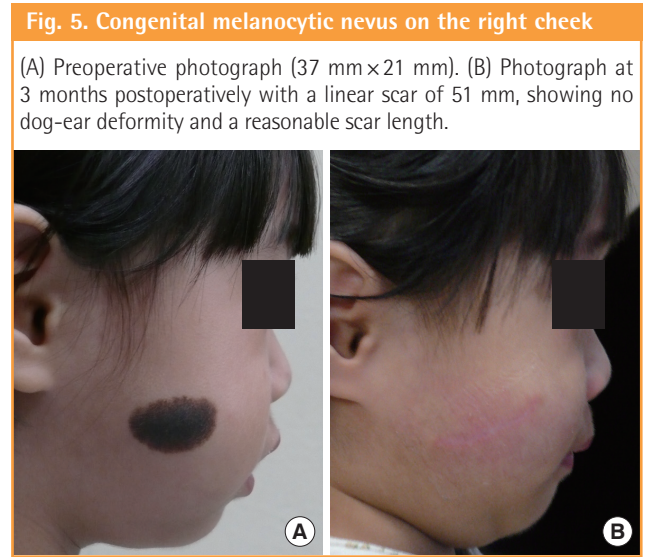 Fig. 5. Congenital melanocytic nevus on the right cheek
(A) Preoperative photograph (37 mm×21 mm). (B) Photograph at
3 months postoperatively with a linear scar of 51 mm, showing no
dog-ear deformity and a reasonable scar length.
A
B